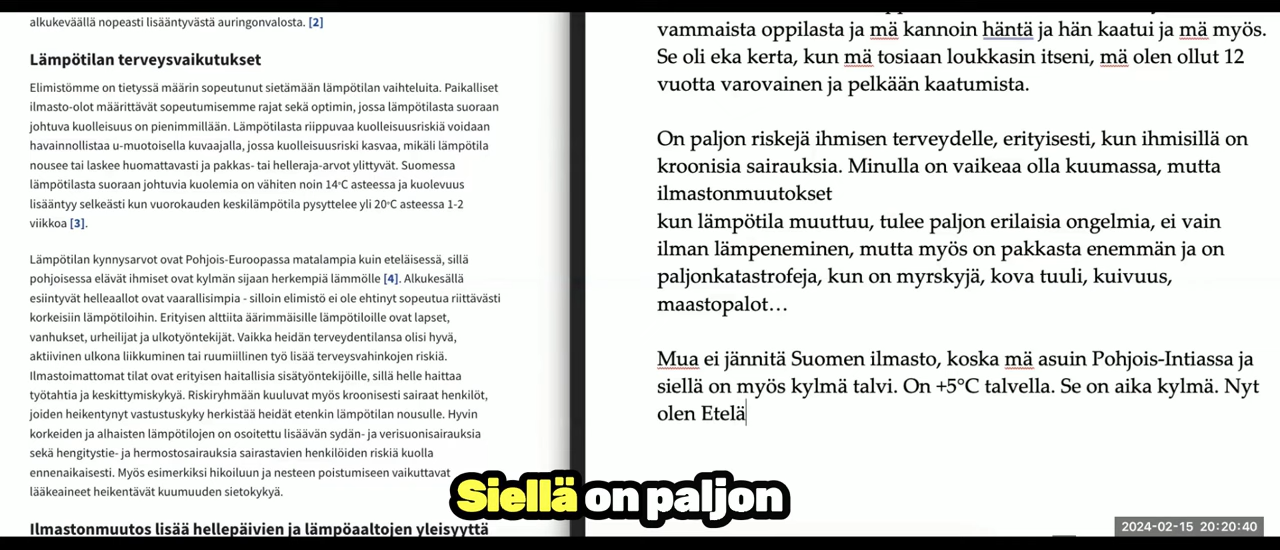 alkukeväällä nopeasti lisääntyvästä auringonvalosta. [2]
Lämpötilan terveysvaikutukset
Elimistömme on tietyssä määrin sopeutunut sietämään lämpötilan vaihteluita. Paikalliset
ilmasto-olot määrittävät sopeutumisemme rajat sekä optimin, jossa lämpötilasta suoraan
johtuva kuolleisuus on pienimmillään. Lämpötilasta riippuvaa kuolleisuusriskiä voidaan
havainnollistaa u-muotoisella kuvaajalla, jossa kuolleisuusriski kasvaa, mikäli lämpötila
nousee tai laskee huomattavasti ja pakkas- tai helleraja-arvot ylittyvät. Suomessa
lämpötilasta suoraan johtuvia kuolemia on vähiten noin 14°C asteessa ja kuolevuus
lisääntyy selkeästi kun vuorokauden keskilämpötila pysyttelee yli 20°C asteessa 1-2
viikkoa [3].
Lämpötilan kynnysarvot ovat Pohjois-Euroopassa matalampia kuin eteläisessä, sillä
pohjoisessa elävät ihmiset ovat kylmän sijaan herkempiä lämmölle [4]. Alkukesällä
esiintyvät helleaallot ovat vaarallisimpia - silloin elimistö ei ole ehtinyt sopeutua riittävästi
korkeisiin lämpötiloihin. Erityisen alttiita äärimmäisille lämpötiloille ovat lapset,
vanhukset, urheilijat ja ulkotyöntekijät. Vaikka heidän terveydentilansa olisi hyvä,
aktiivinen ulkona liikkuminen tai ruumiillinen työ lisää terveysvahinkojen riskiä.
Ilmastoimattomat tilat ovat erityisen haitallisia sisätyöntekijöille, sillä helle haittaa
työtahtia ja keskittymiskykyä. Riskiryhmään kuuluvat myös kroonisesti sairaat henkilöt,
joiden heikentynyt vastustuskyky herkistää heidät etenkin lämpötilan nousulle. Hyvin
korkeiden ja alhaisten lämpötilojen on osoitettu lisäävän sydän- ja verisuonisairauksia
sekä hengitystie- ja hermostosairauksia sairastavien henkilöiden riskiä kuolla
ennenaikaisesti. Myös esimerkiksi hikoiluun ja nesteen poistumiseen vaikuttavat
lääkeaineet heikentävät kuumuuden sietokykyä.
Ilmastonmuutos lisää hellepäivien ja lämpöaaltojen yleisyyttä
vammaista oppilasta ja mä kannoin häntä ja hän kaatui ja mä myös.
Se oli eka kerta, kun mä tosiaan loukkasin itseni, mä olen ollut 12
vuotta varovainen ja pelkään kaatumista.
On paljon riskejä ihmisen terveydelle, erityisesti, kun ihmisillä on
kroonisia sairauksia. Minulla on vaikeaa olla kuumassa, mutta
ilmastonmuutokset
kun lämpötila muuttuu, tulee paljon erilaisia ongelmia, ei vain
ilman lämpeneminen, mutta myös on pakkasta enemmän ja on
paljonkatastrofeja, kun on myrskyjä, kova tuuli, kuivuus,
maastopalot…
Mua ei jännitä Suomen ilmasto, koska mä asuin Pohjois-Intiassa ja
siellä on myös kylmä talvi. On +5°C talvella. Se on aika kylmä. Nyt
olen Etelä
Siellä on paljon
2024-02-15 20:20:40